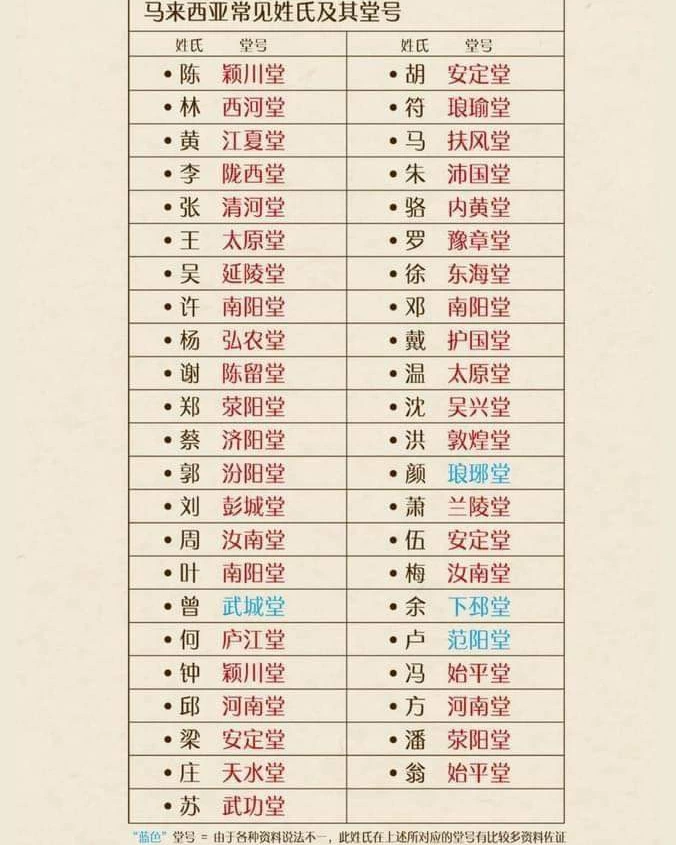 马来西亚常见姓氏及其堂号
姓氏 堂号 姓氏 堂号
• 陈 颖川堂 • 胡 安定堂
• 林 西河堂 • 符 琅瑜堂
• 黄 江夏堂 • 马 扶风堂
• 李 陇西堂 • 朱 沛国堂
• 张 清河堂 • 骆 内黄堂
• 王 太原堂 • 罗 豫章堂
• 吴 延陵堂 • 徐 东海堂
• 许 南阳堂 • 邓 南阳堂
• 杨 弘农堂 • 戴 护国堂
• 谢 陈留堂 • 温 太原堂
• 郑 荥阳堂 • 沈 吴兴堂
• 蔡 济阳堂 • 洪 敦煌堂
• 郭 汾阳堂 • 颜 琅琊堂
• 刘 彭城堂 • 萧 兰陵堂
• 周 汝南堂 • 伍 安定堂
• 叶 南阳堂 • 梅 汝南堂
• 曾 武城堂 • 余 下邳堂
• 何 庐江堂 • 卢 范阳堂
• 钟 颖川堂 • 冯 始平堂
• 邱 河南堂 • 方 河南堂
• 梁 安定堂 • 潘 荥阳堂
• 庄 天水堂 • 翁 始平堂
• 苏 武功堂
“蓝色”堂号 = 由于各种资料说法不一，此姓氏在上述所对应的堂号有比较多资料佐证